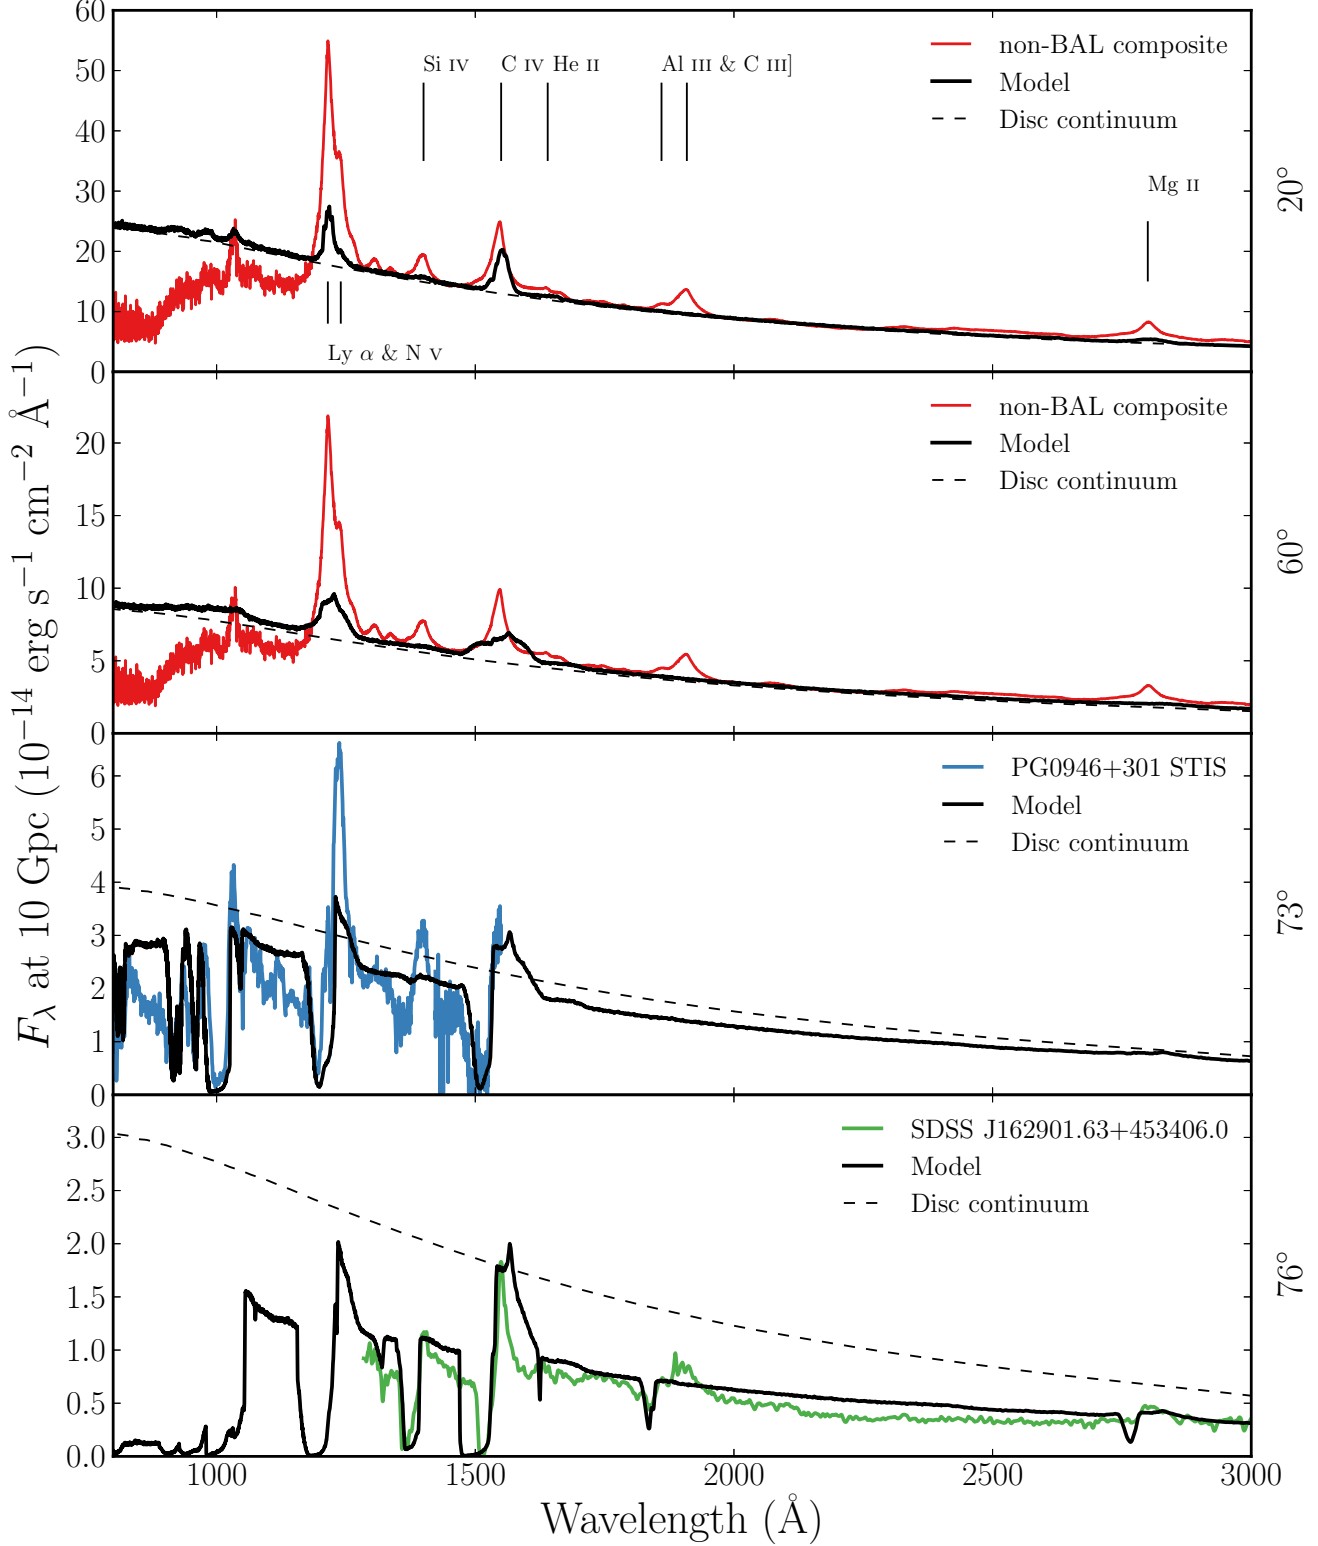 60
50
40
30
20
10
0
Si IV
C IV He II
Al III & C III]
Mg II
Ly α & N V
non-BAL composite
Model
Disc continuum
20°
20
15
10
5
0
non-BAL composite
Model
Disc continuum
60°
6
5
4
3
2
1
0
PG0946+301 STIS
Model
Disc continuum
73°
3.0
2.5
2.0
1.5
1.0
0.5
0.0
SDSS J162901.63+453406.0
Model
Disc continuum
76°
1000
1500
2000
2500
3000
Wavelength (Å)
F_λ at 10 Gpc (10⁻¹⁴ erg s⁻¹ cm⁻² Å⁻¹)